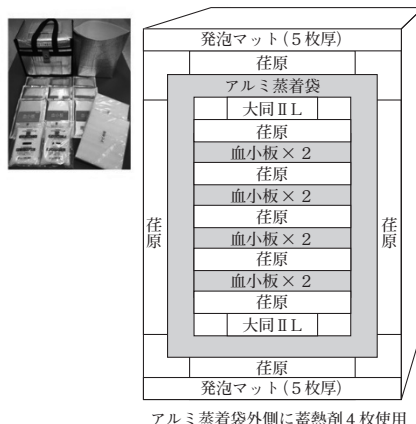 発泡マット(5枚厚)
荏原
アルミ蒸着袋
大同ⅡL
荏原
血小板×2
荏原
血小板×2
荏原
血小板×2
荏原
血小板×2
荏原
大同ⅡL
荏原
荏原
荏原
発泡マット(5枚厚)
アルミ蒸着袋外側に蓄熱剤4枚使用